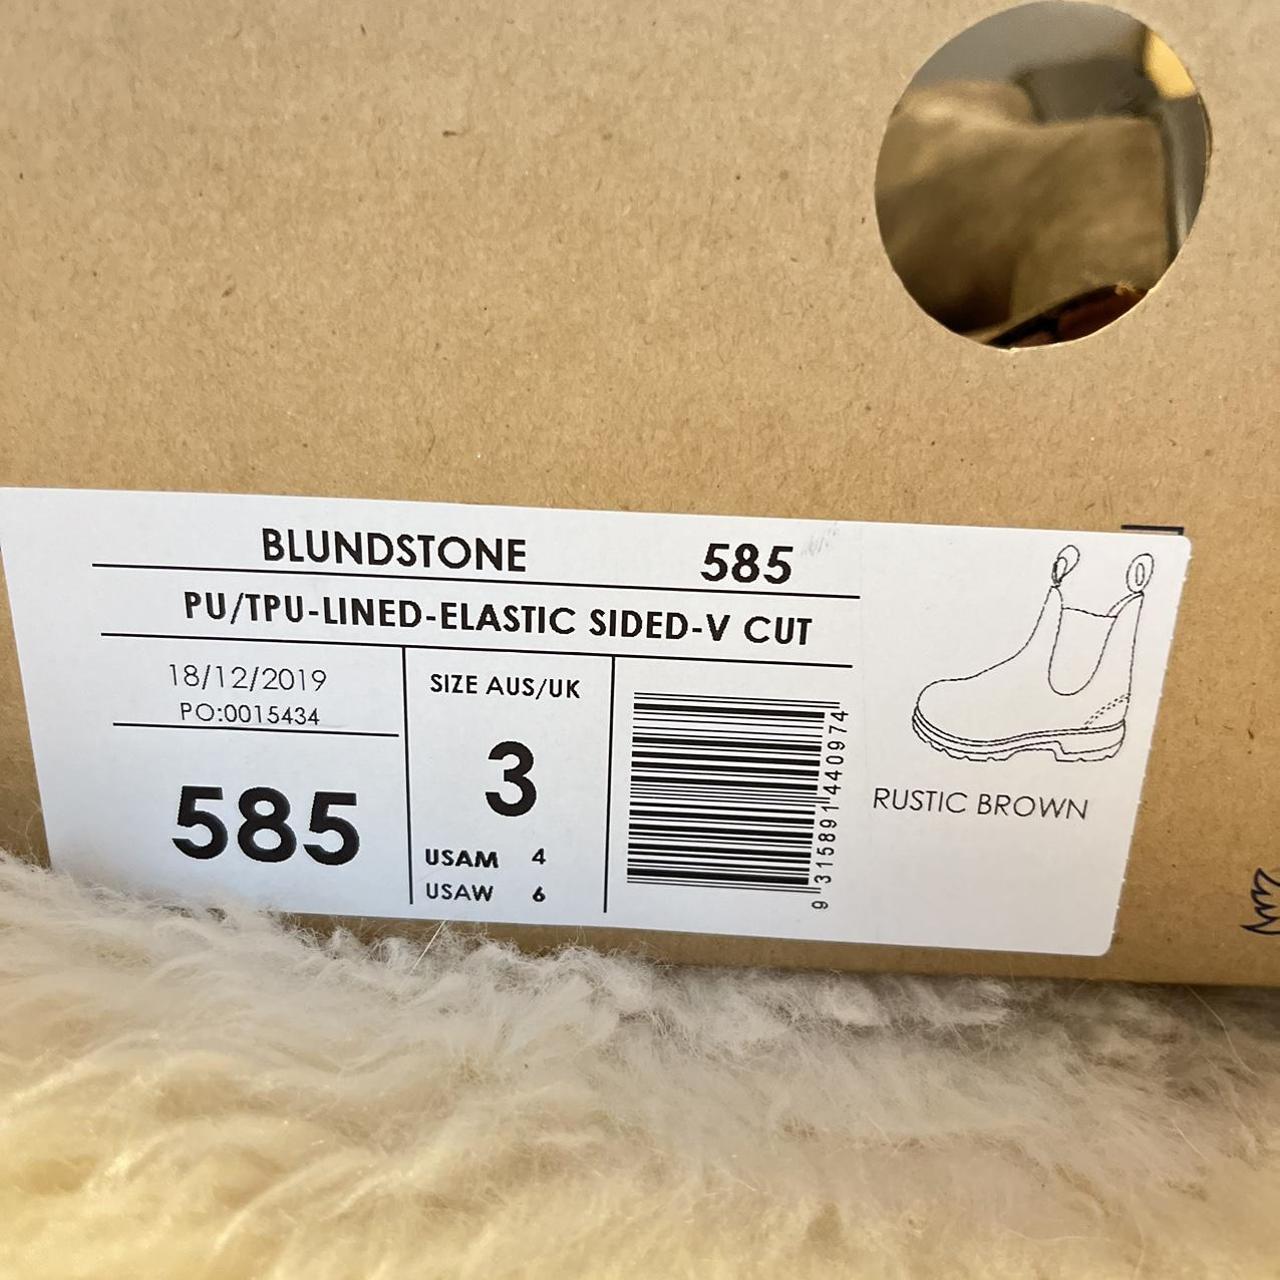 BLUNDSTONE 585
PU/TPU-LINED-ELASTIC SIDED-V CUT
18/12/2019
PO:0015434
585
SIZE AUS/UK
3
USAM 4
USAW 6
9 315891 440974
RUSTIC BROWN